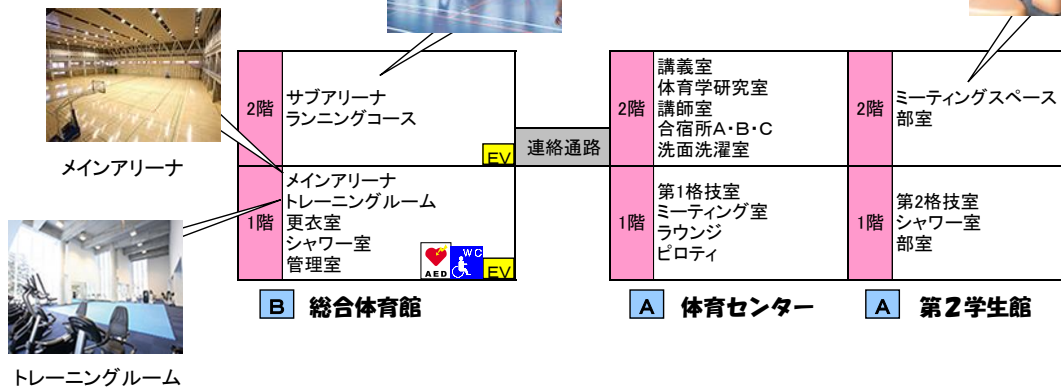 メインアリーナ
トレーニングルーム
2階
サブアリーナ
ランニングコース
EV
1階
メインアリーナ
トレーニングルーム
更衣室
シャワー室
管理室
AED
WC
EV
B 総合体育館
連絡通路
2階
講義室
体育学研究室
講師室
合宿所A・B・C
洗面洗濯室
1階
第1格技室
ミーティング室
ラウンジ
ピロティ
A 体育センター
2階
ミーティングスペース
部室
1階
第2格技室
シャワー室
部室
A 第2学生館